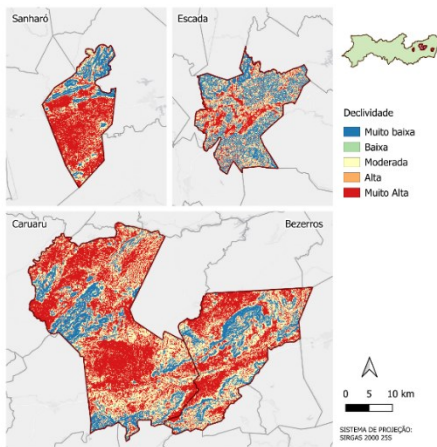 Sanharó
Escada
Declividade
Muito baixa
Baixa
Moderada
Alta
Muito Alta
Caruaru
Bezerros
0 5 10 km
SISTEMA DE PROJEÇÃO:
SIRGAS 2000 25S